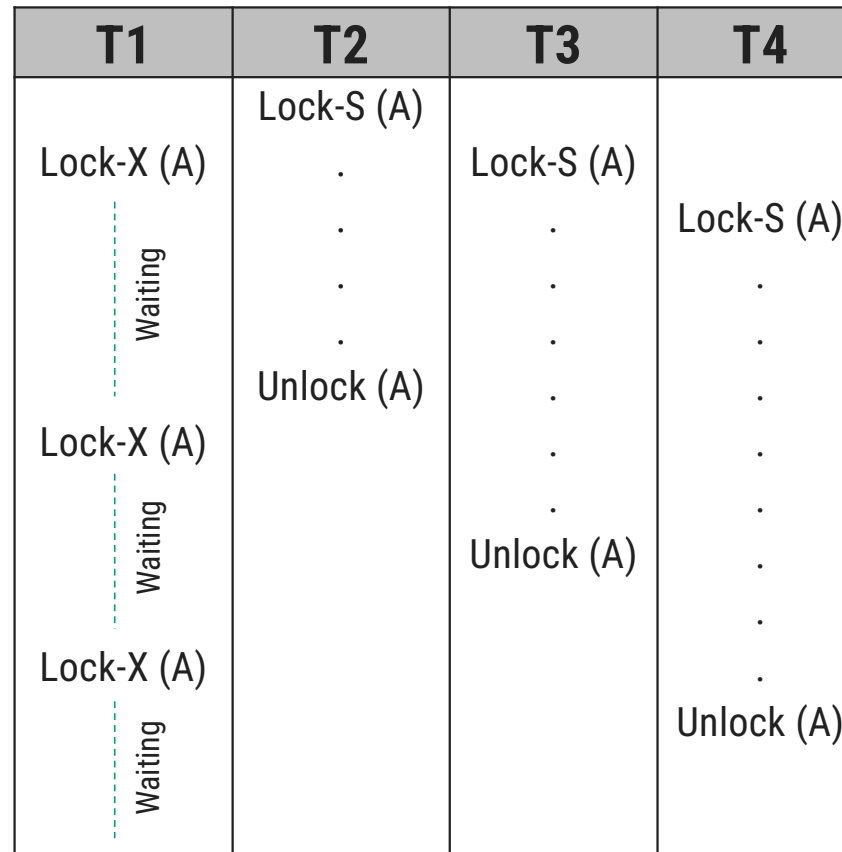 T1 T2 T3 T4
Lock-S (A)
Lock-X (A) . Lock-S (A)
. . Lock-S (A)
Waiting
. . .
. . .
Unlock (A) . .
Lock-X (A) . .
Waiting
. .
Unlock (A) .
.
Lock-X (A) .
Waiting
Unlock (A)